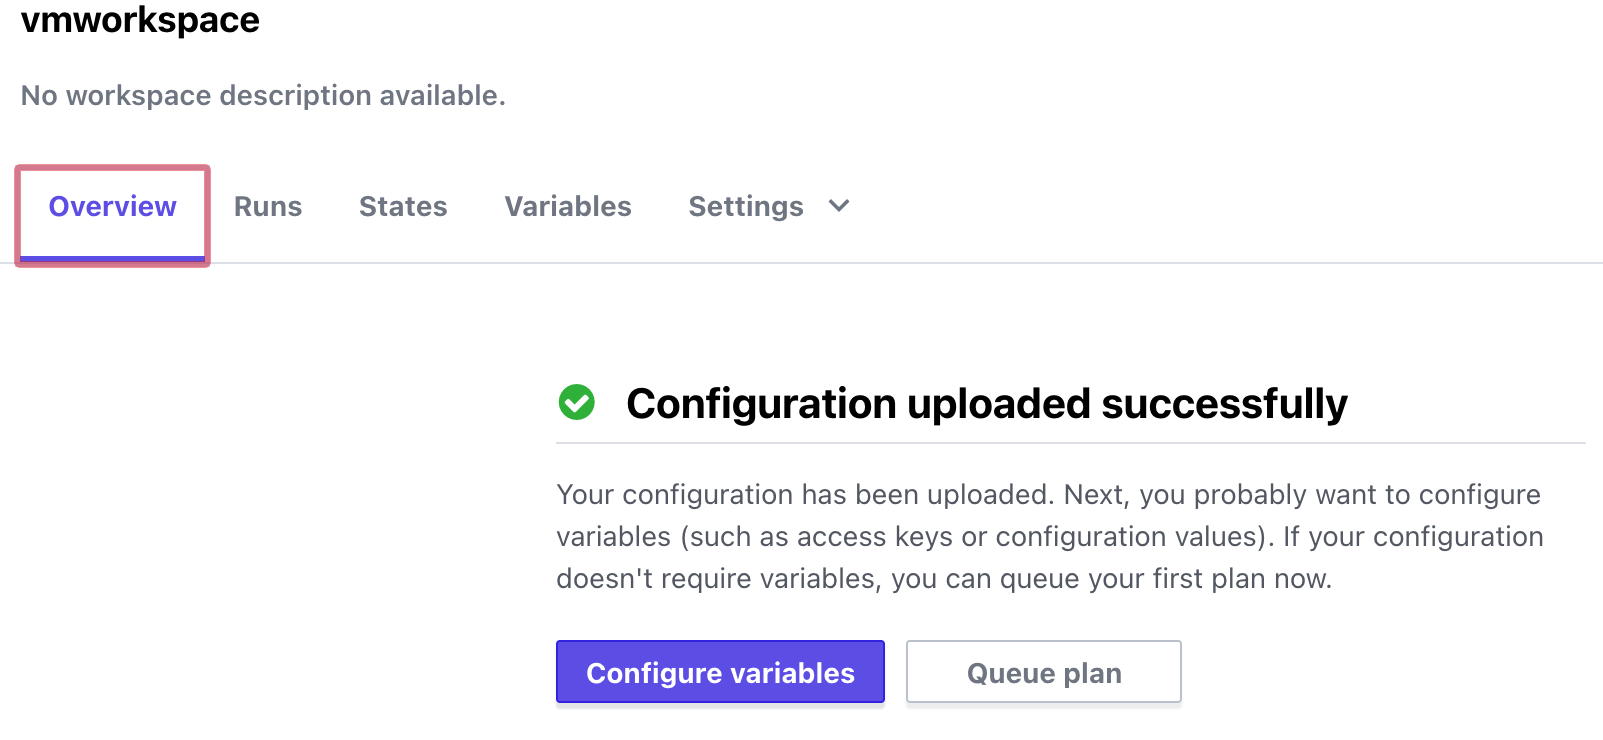 vmworkspace
No workspace description available.
Overview Runs States Variables Settings
Configuration uploaded successfully
Your configuration has been uploaded. Next, you probably want to configure
variables (such as access keys or configuration values). If your configuration
doesn't require variables, you can queue your first plan now.
Configure variables Queue plan